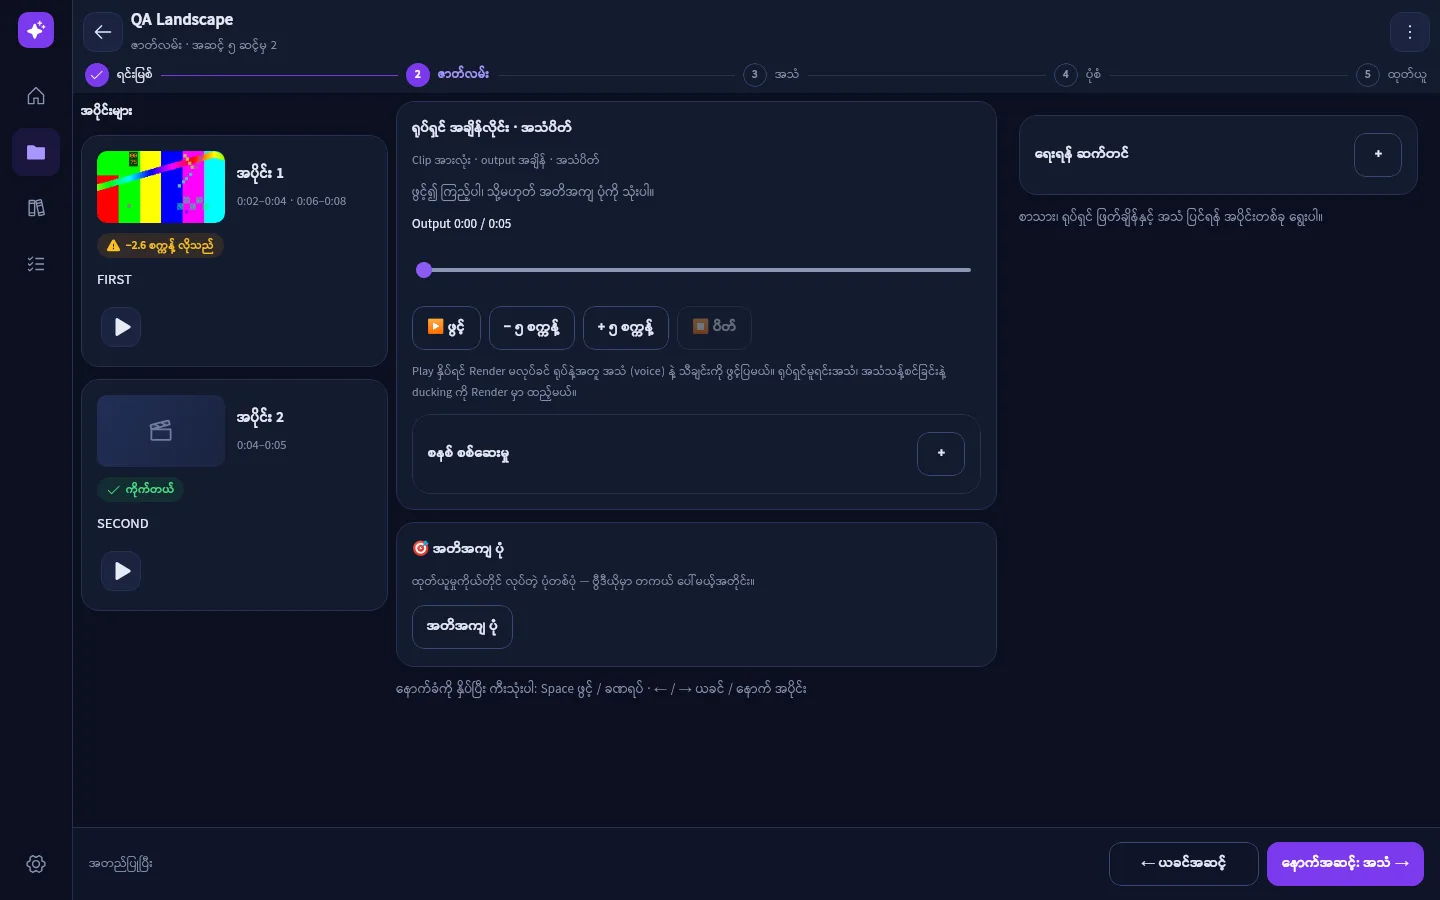 QA Landscape
ဇာတ်လမ်း · အဆင့် ၅ ဆင့်မှ 2
ရင်းမြစ်
2 ဇာတ်လမ်း
3 အသံ
4 ပုံစံ
5 ထုတ်ယူ
အပိုင်းများ
အပိုင်း 1
0:02–0:04 · 0:06–0:08
−2.6 စက္ကန့် လိုသည်
FIRST
အပိုင်း 2
0:04–0:05
ကိုက်တယ်
SECOND
ရုပ်ရှင် အချိန်လိုင်း · အသံပိတ်
Clip အားလုံး · output အချိန် · အသံပိတ်
ဖွင့်၍ ကြည့်ပါ၊ သို့မဟုတ် အတိအကျ ပုံကို သုံးပါ။
Output 0:00 / 0:05
ဖွင့်
− ၅ စက္ကန့်
+ ၅ စက္ကန့်
ပိတ်
Play နှိပ်ရင် Render မလုပ်ခင် ရုပ်နဲ့အတူ အသံ (voice) နဲ့ သီချင်းကို ဖွင့်ပြမယ်။ ရုပ်ရှင်မူရင်းအသံ၊ အသံသန့်စင်ခြင်းနဲ့
ducking ကို Render မှာ ထည့်မယ်။
စနစ် စစ်ဆေးမှု
+
🎯 အတိအကျ ပုံ
ထုတ်ယူမှုကိုယ်တိုင် လုပ်တဲ့ ပုံတစ်ပုံ — ဗွီဒီယိုမှာ တကယ် ပေါ်မယ့်အတိုင်း။
အတိအကျ ပုံ
နောက်ခံကို နှိပ်ပြီး ကီးသုံးပါ: Space ဖွင့် / ခဏရပ် · ← / → ယခင် / နောက် အပိုင်း
ရေးရန် ဆက်တင်
+
စာသား၊ ရုပ်ရှင် ဖြတ်ချိန်နှင့် အသံ ပြင်ရန် အပိုင်းတစ်ခု ရွေးပါ။
အတည်ပြုပြီး
← ယခင်အဆင့်
နောက်အဆင့်: အသံ →